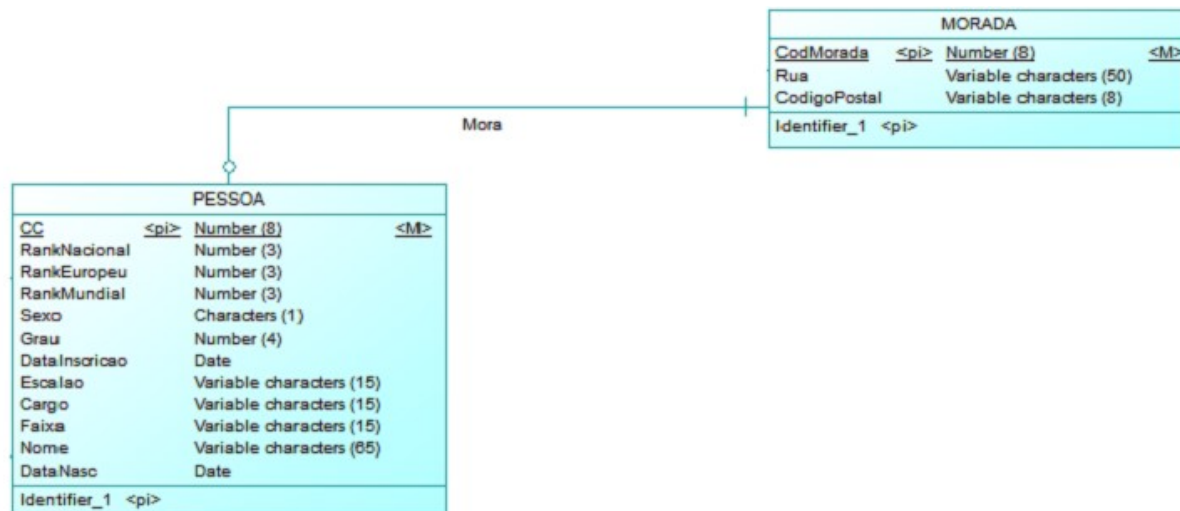 MORADA
CodMorada <pi> Number (8) <M>
Rua Variable characters (50)
CodigoPostal Variable characters (8)
Identifier_1 <pi>
Mora
PESSOA
CC <pi> Number (8) <M>
RankNacional Number (3)
RankEuropeu Number (3)
RankMundial Number (3)
Sexo Characters (1)
Grau Number (4)
DataInscricao Date
Escalao Variable characters (15)
Cargo Variable characters (15)
Faixa Variable characters (15)
Nome Variable characters (65)
DataNasc Date
Identifier_1 <pi>